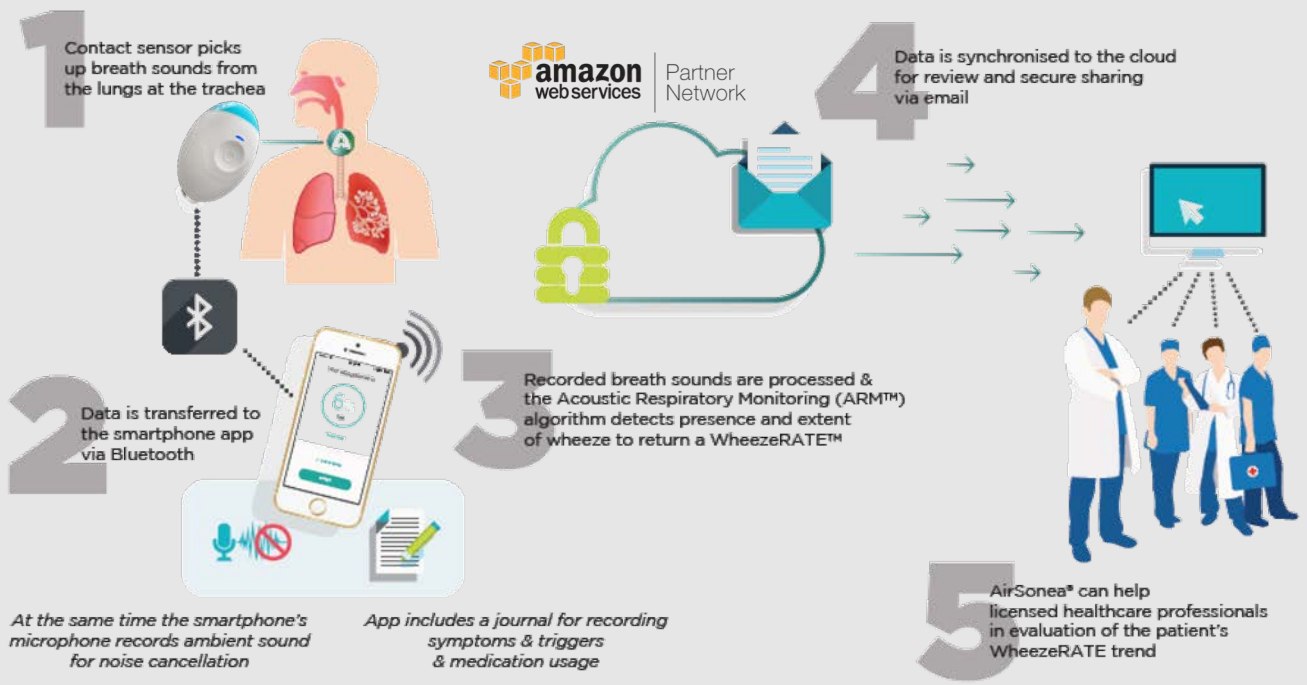 1
Contact sensor picks
up breath sounds from
the lungs at the trachea
A
2
Data is transferred to
the smartphone app
via Bluetooth
At the same time the smartphone's
microphone records ambient sound
for noise cancellation
App includes a journal for recording
symptoms & triggers
& medication usage
amazon
webservices
Partner
Network
3
Recorded breath sounds are processed &
the Acoustic Respiratory Monitoring (ARM™)
algorithm detects presence and extent
of wheeze to return a WheezeRATE™
4
Data is synchronised to the cloud
for review and secure sharing
via email
5
AirSonea® can help
licensed healthcare professionals
in evaluation of the patient's
WheezeRATE trend